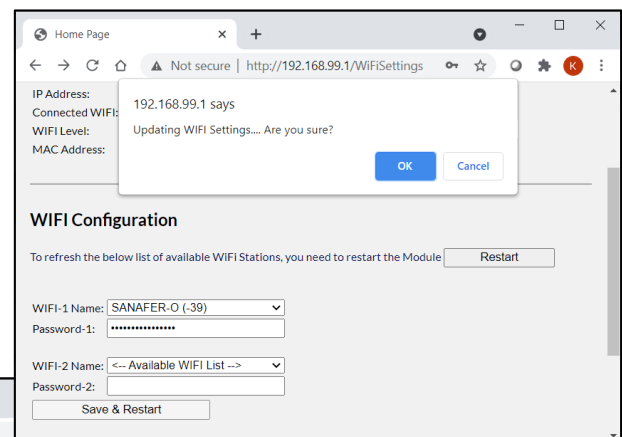 Home Page
Not secure | http://192.168.99.1/WiFiSettings
K
192.168.99.1 says
Updating WIFI Settings.... Are you sure?
OK Cancel
IP Address:
Connected WIFI:
WIFI Level:
MAC Address:
WIFI Configuration
To refresh the below list of available WiFi Stations, you need to restart the Module Restart
WIFI-1 Name: SANAFER-O (-39)
Password-1: ••••••••••••••••
WIFI-2 Name: <-- Available WIFI List -->
Password-2:
Save & Restart